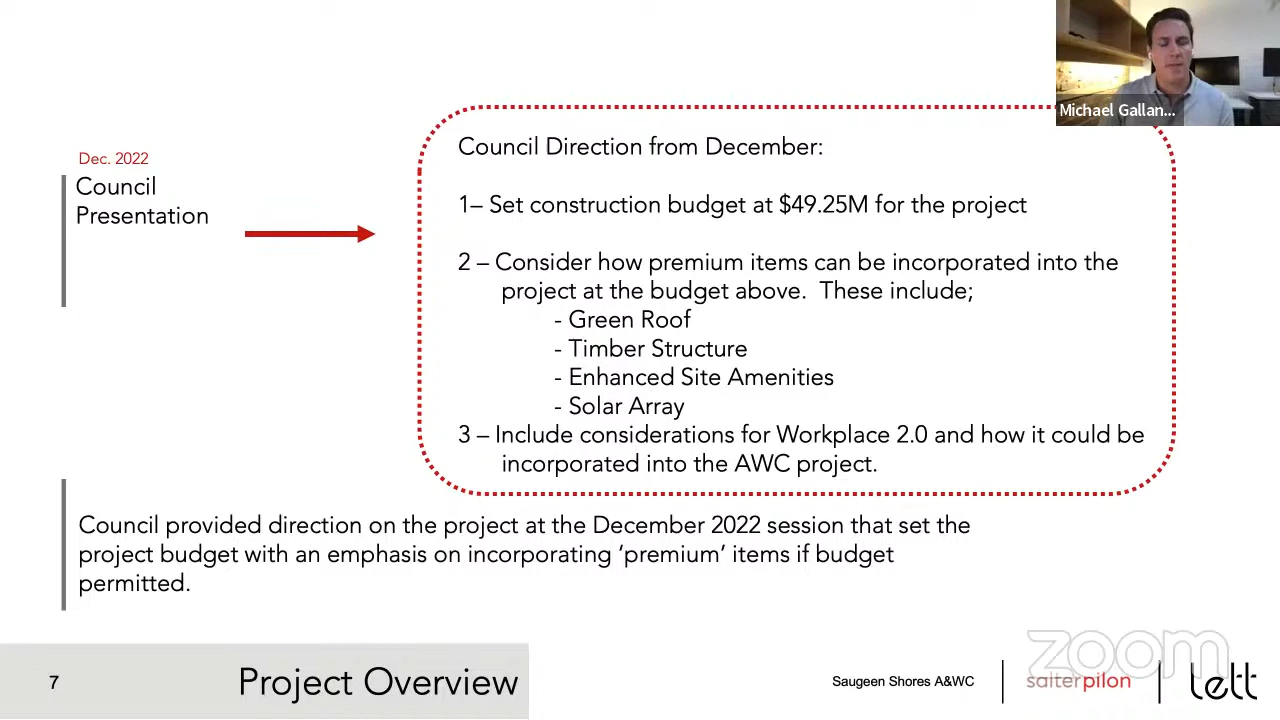 Michael Gallan...
Dec. 2022
Council
Presentation
Council Direction from December:
1– Set construction budget at $49.25M for the project
2 – Consider how premium items can be incorporated into the
project at the budget above.  These include;
- Green Roof
- Timber Structure
- Enhanced Site Amenities
- Solar Array
3 – Include considerations for Workplace 2.0 and how it could be
incorporated into the AWC project.
Council provided direction on the project at the December 2022 session that set the
project budget with an emphasis on incorporating ‘premium’ items if budget
permitted.
7
Project Overview
Saugeen Shores A&WC
salterpilon
lett
zoom